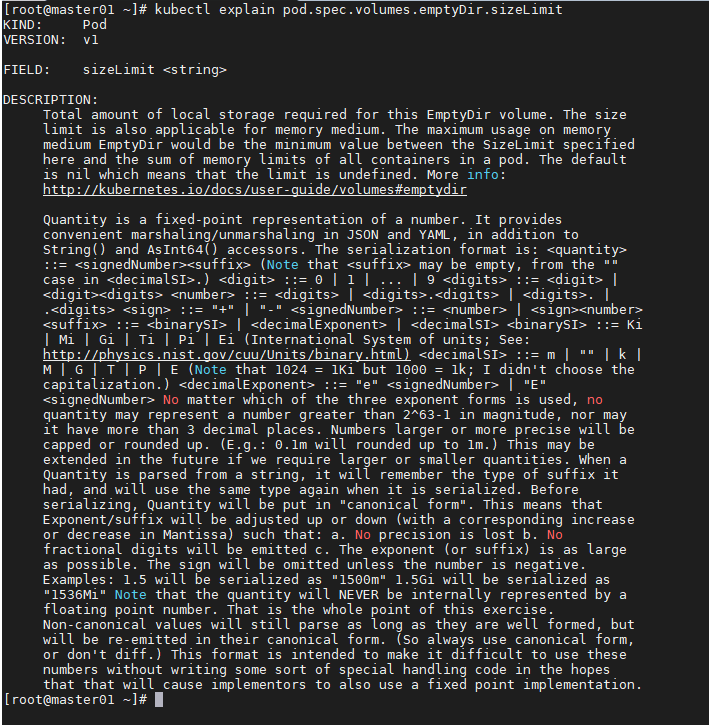 [root@master01 ~]# kubectl explain pod.spec.volumes.emptyDir.sizeLimit
KIND:     Pod
VERSION:  v1

FIELD:    sizeLimit <string>

DESCRIPTION:
     Total amount of local storage required for this EmptyDir volume. The size
     limit is also applicable for memory medium. The maximum usage on memory
     medium EmptyDir would be the minimum value between the SizeLimit specified
     here and the sum of memory limits of all containers in a pod. The default
     is nil which means that the limit is undefined. More info:
     http://kubernetes.io/docs/user-guide/volumes#emptydir

     Quantity is a fixed-point representation of a number. It provides
     convenient marshaling/unmarshaling in JSON and YAML, in addition to
     String() and AsInt64() accessors. The serialization format is: <quantity>
     ::= <signedNumber><suffix> (Note that <suffix> may be empty, from the ""
     case in <decimalSI>.) <digit> ::= 0 | 1 | ... | 9 <digits> ::= <digit> |
     <digit><digits> <number> ::= <digits> | <digits>.<digits> | <digits>. |
     .<digits> <sign> ::= "+" | "-" <signedNumber> ::= <number> | <sign><number>
     <suffix> ::= <binarySI> | <decimalExponent> | <decimalSI> <binarySI> ::= Ki
     | Mi | Gi | Ti | Pi | Ei (International System of units; See:
     http://physics.nist.gov/cuu/Units/binary.html) <decimalSI> ::= m | "" | k |
     M | G | T | P | E (Note that 1024 = 1Ki but 1000 = 1k; I didn't choose the
     capitalization.) <decimalExponent> ::= "e" <signedNumber> | "E"
     <signedNumber> No matter which of the three exponent forms is used, no
     quantity may represent a number greater than 2^63-1 in magnitude, nor may
     it have more than 3 decimal places. Numbers larger or more precise will be
     capped or rounded up. (E.g.: 0.1m will rounded up to 1m.) This may be
     extended in the future if we require larger or smaller quantities. When a
     Quantity is parsed from a string, it will remember the type of suffix it
     had, and will use the same type again when it is serialized. Before
     serializing, Quantity will be put in "canonical form". This means that
     Exponent/suffix will be adjusted up or down (with a corresponding increase
     or decrease in Mantissa) such that: a. No precision is lost b. No
     fractional digits will be emitted c. The exponent (or suffix) is as large
     as possible. The sign will be omitted unless the number is negative.
     Examples: 1.5 will be serialized as "1500m" 1.5Gi will be serialized as
     "1536Mi" Note that the quantity will NEVER be internally represented by a
     floating point number. That is the whole point of this exercise.
     Non-canonical values will still parse as long as they are well formed, but
     will be re-emitted in their canonical form. (So always use canonical form,
     or don't diff.) This format is intended to make it difficult to use these
     numbers without writing some sort of special handling code in the hopes
     that that will cause implementors to also use a fixed point implementation.
[root@master01 ~]#